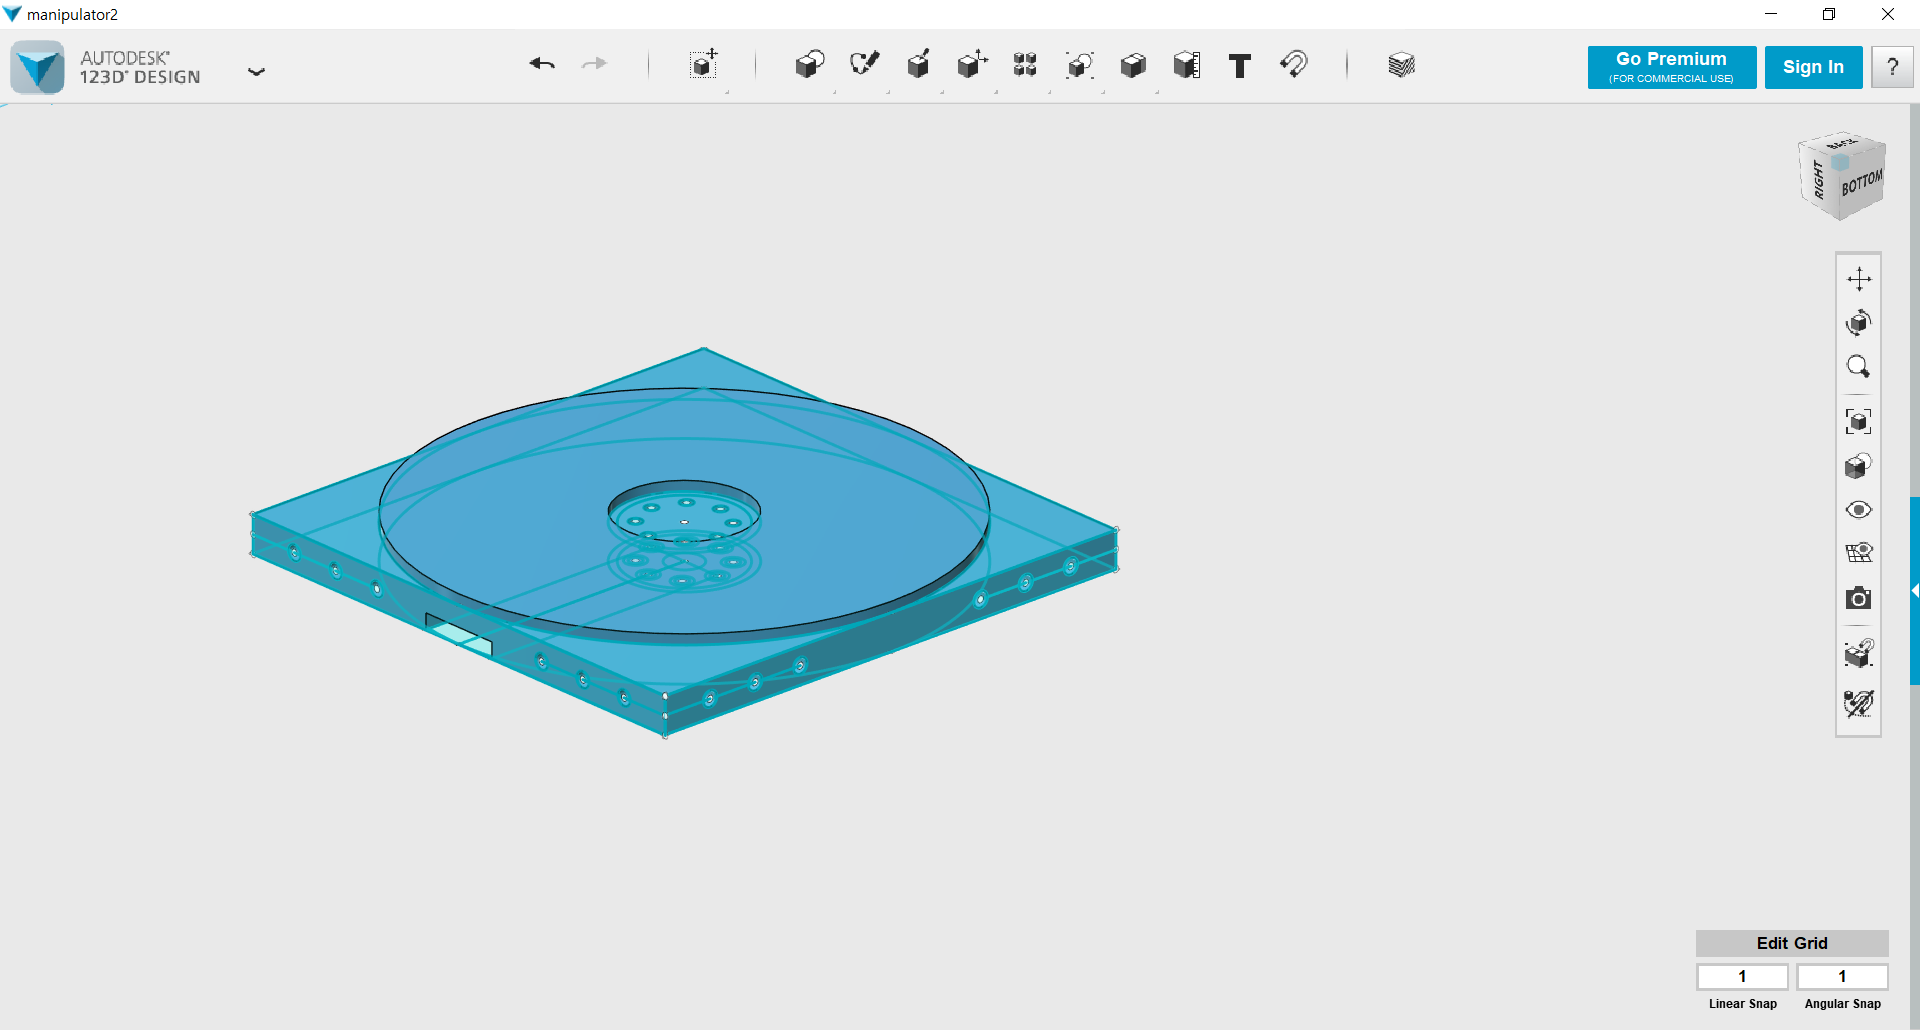 manipulator2
AUTODESK®
123D® DESIGN
Go Premium
(FOR COMMERCIAL USE)
Sign In
?
BACK
RIGHT
BOTTOM
Edit Grid
1
1
Linear Snap
Angular Snap